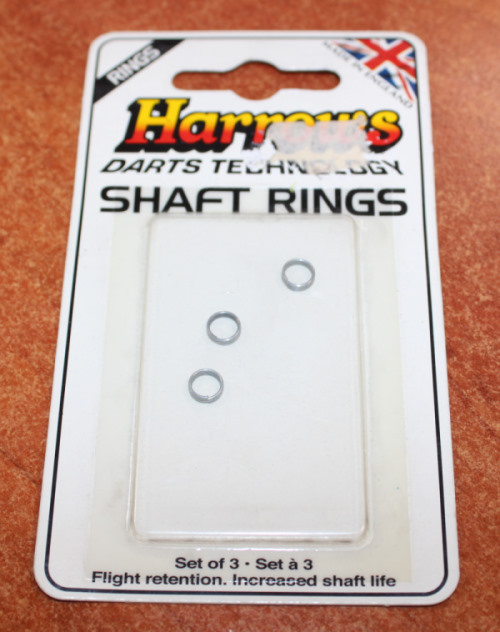 RINGS
MADE IN ENGLAND
Harrows
DARTS TECHNOLOGY
SHAFT RINGS
Set of 3 · Set à 3
Flight retention. Increased shaft life